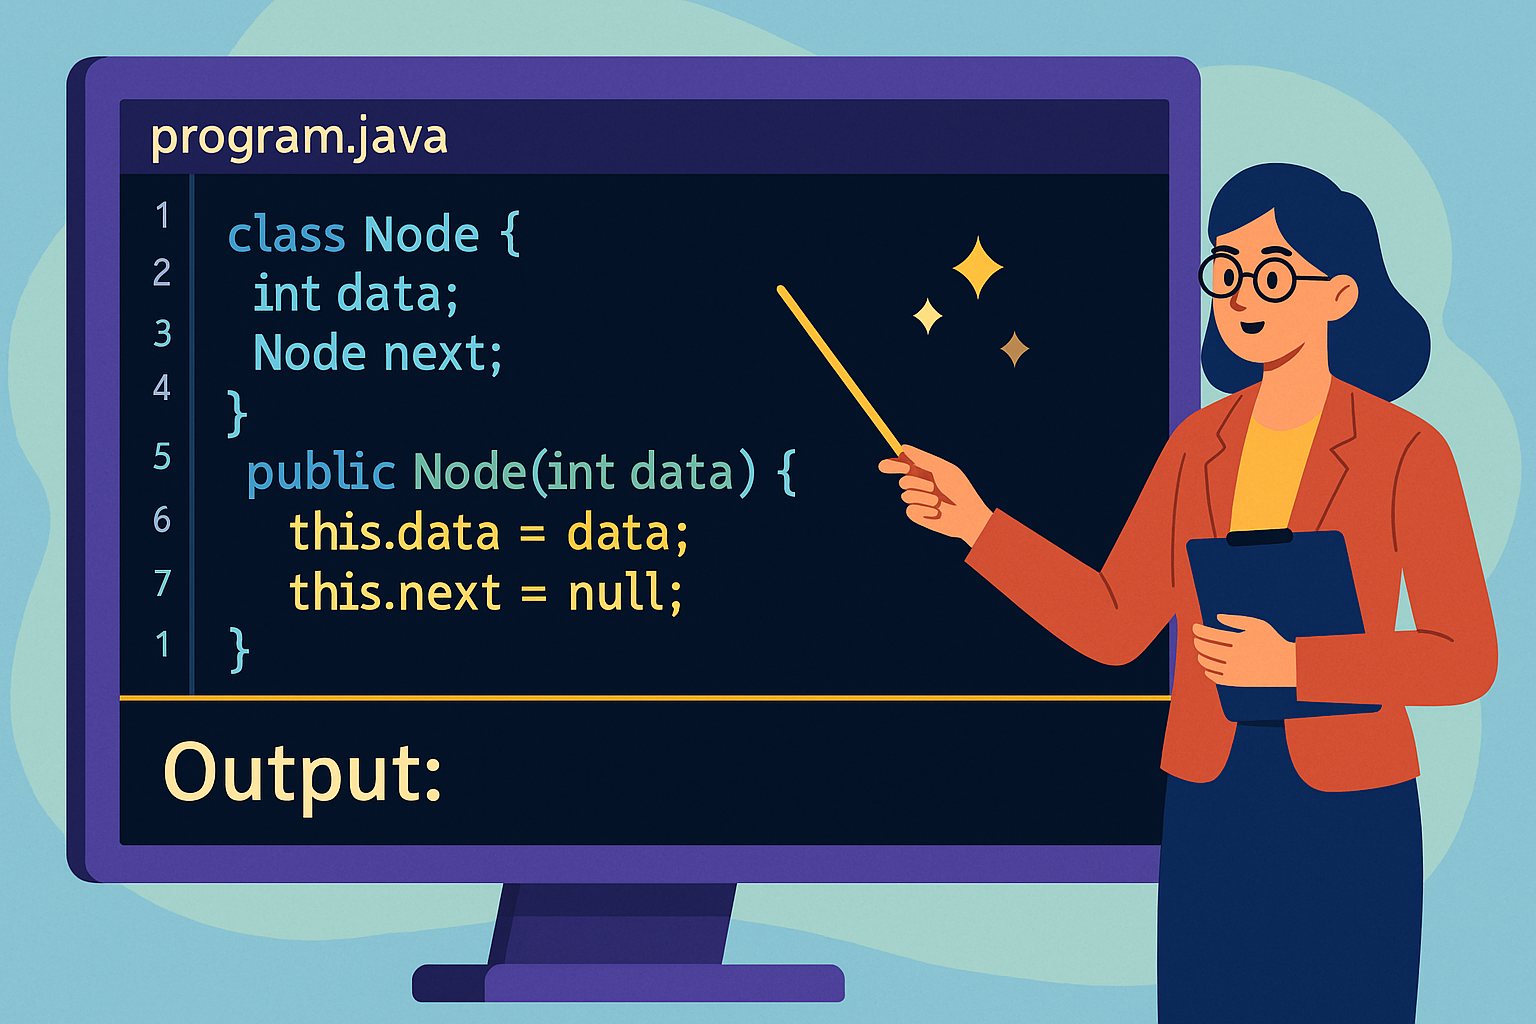 program.java
1 class Node {
2 int data;
3 Node next;
4 }
5 public Node(int data) {
6 this.data = data;
7 this.next = null;
1 }
Output: